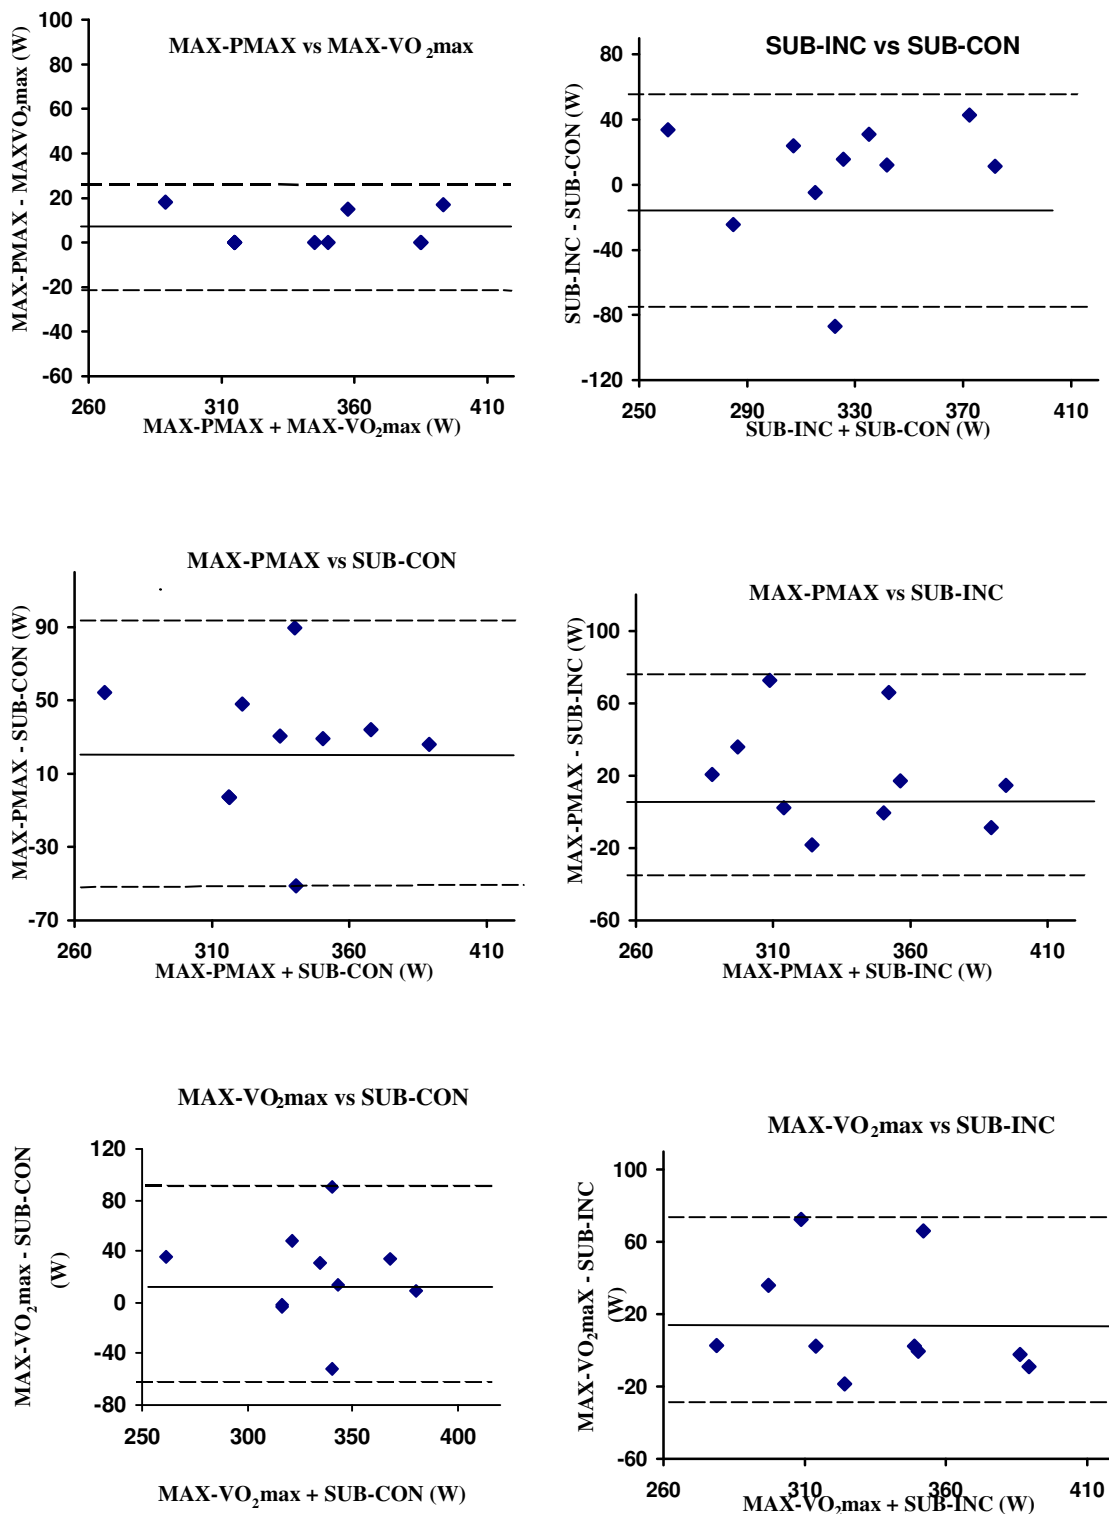 MAX-PMAX vs MAX-VO2max
MAX-PMAX - MAXVO2max (W)
100
80
60
40
20
0
-20
-40
-60
260 310 360 410
MAX-PMAX + MAX-VO2max (W)
SUB-INC vs SUB-CON
SUB-INC - SUB-CON (W)
80
40
0
-40
-80
-120
250 290 330 370 410
SUB-INC + SUB-CON (W)
MAX-PMAX vs SUB-CON
MAX-PMAX - SUB-CON (W)
90
50
10
-30
-70
260 310 360 410
MAX-PMAX + SUB-CON (W)
MAX-PMAX vs SUB-INC
MAX-PMAX - SUB-INC (W)
100
60
20
-20
-60
260 310 360 410
MAX-PMAX + SUB-INC (W)
MAX-VO2max vs SUB-CON
MAX-VO2max - SUB-CON
(W)
120
80
40
0
-40
-80
250 300 350 400
MAX-VO2max + SUB-CON (W)
MAX-VO2max vs SUB-INC
MAX-VO2maX - SUB-INC
(W)
100
60
20
-20
-60
260 310 360 410
MAX-VO2max + SUB-INC (W)